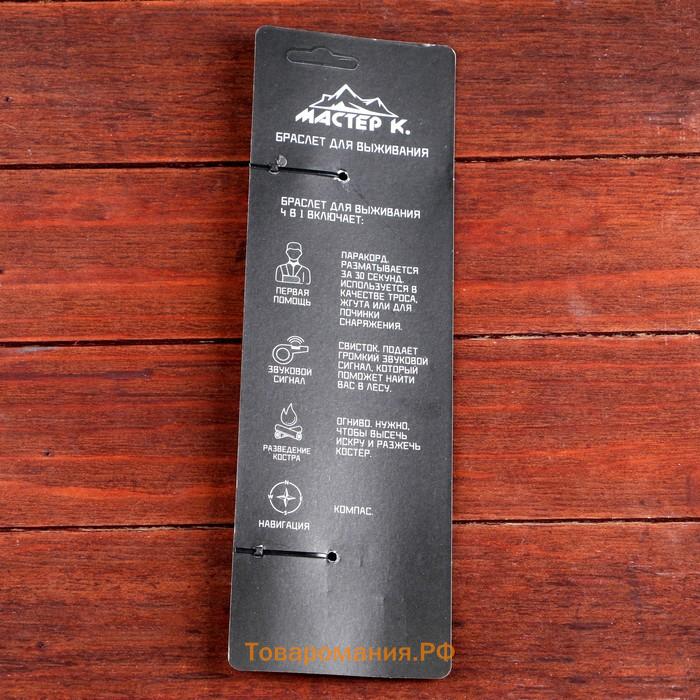 МАСТЕР К.
БРАСЛЕТ ДЛЯ ВЫЖИВАНИЯ
БРАСЛЕТ ДЛЯ ВЫЖИВАНИЯ
4 В 1 ВКЛЮЧАЕТ:
ПЕРВАЯ
ПОМОЩЬ
ПАРАКОРД.
РАЗМАТЫВАЕТСЯ
ЗА 30 СЕКУНД.
ИСПОЛЬЗУЕТСЯ В
КАЧЕСТВЕ ТРОСА,
ЖГУТА ИЛИ ДЛЯ
ПОЧИНКИ
СНАРЯЖЕНИЯ.
ЗВУКОВОЙ
СИГНАЛ
СВИСТОК. ПОДАЕТ
ГРОМКИЙ ЗВУКОВОЙ
СИГНАЛ, КОТОРЫЙ
ПОМОЖЕТ НАЙТИ
ВАС В ЛЕСУ.
РАЗВЕДЕНИЕ
КОСТРА
ОГНИВО. НУЖНО,
ЧТОБЫ ВЫСЕЧЬ
ИСКРУ И РАЗЖЕЧЬ
КОСТЕР.
N
W E
S
НАВИГАЦИЯ
КОМПАС.
Товаромания.РФ